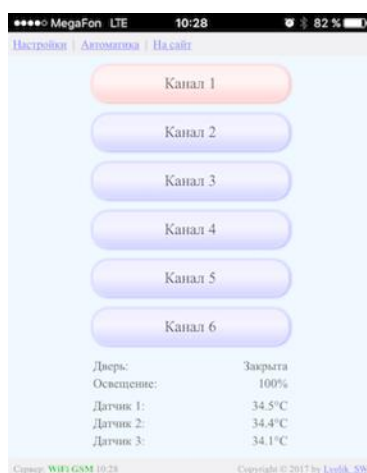 MegaFon LTE 10:28 82 %
Настройки | Автоматика | На сайт
Канал 1
Канал 2
Канал 3
Канал 4
Канал 5
Канал 6
Дверь: Закрыта
Освещение: 100%
Датчик 1: 34.5°C
Датчик 2: 34.4°C
Датчик 3: 34.1°C
Сервер: WiFi GSM 10:28 Copyright © 2017 by Lyolik_SW